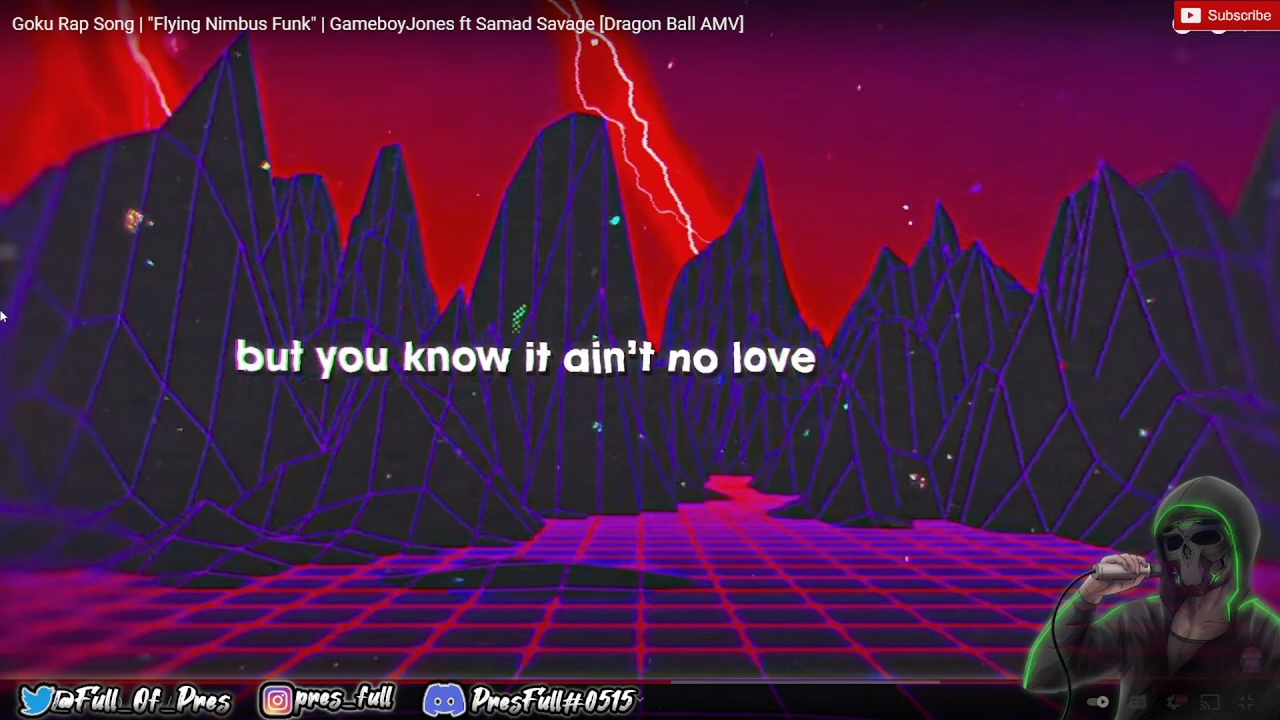 Goku Rap Song | "Flying Nimbus Funk" | GameboyJones ft Samad Savage [Dragon Ball AMV]
Subscribe
but you know it ain't no love
@Full_Of_Pres pres_full PresFull#0515